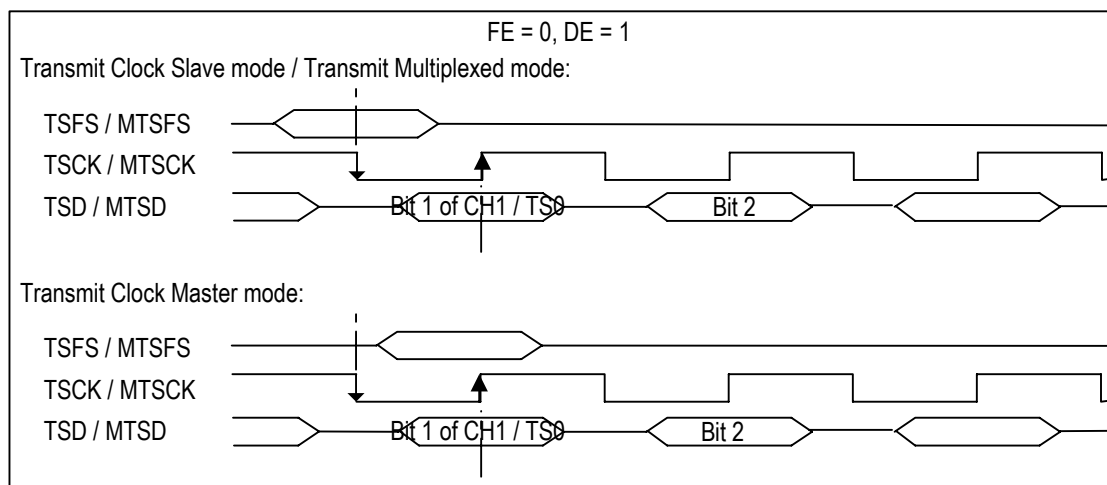 FE = 0, DE = 1
Transmit Clock Slave mode / Transmit Multiplexed mode:
TSFS / MTSFS
TSCK / MTSCK
TSD / MTSD
Bit 1 of CH1 / TS0
Bit 2
Transmit Clock Master mode:
TSFS / MTSFS
TSCK / MTSCK
TSD / MTSD
Bit 1 of CH1 / TS0
Bit 2